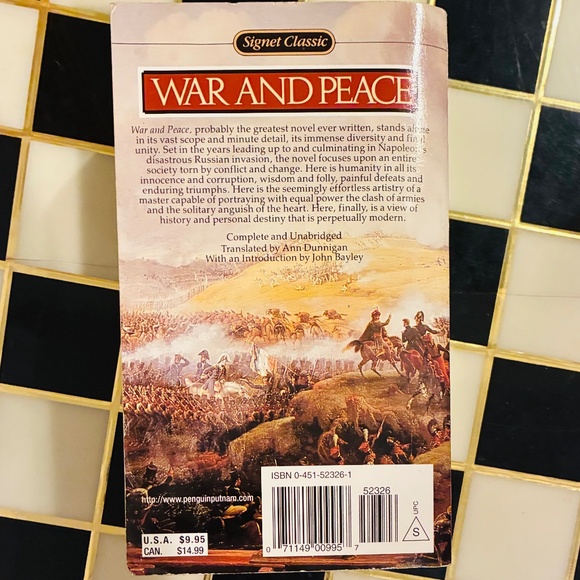 Signet Classic
WAR AND PEACE
War and Peace, probably the greatest novel ever written, stands alone
in its vast scope and minute detail, its immense diversity and final
unity. Set in the years leading up to and culminating in Napoleon's
disastrous Russian invasion, the novel focuses upon an entire
society torn by conflict and change. Here is humanity in all its
innocence and corruption, wisdom and folly, painful defeats and
enduring triumphs. Here is the seemingly effortless artistry of a
master capable of portraying with equal power the clash of armies
and the solitary anguish of the heart. Here, finally, is a view of
history and personal destiny that is perpetually modern.
Complete and Unabridged
Translated by Ann Dunnigan
With an Introduction by John Bayley
ISBN 0-451-52326-1
52326
http://www.penguinputnam.com
UPC
S
U.S.A. $9.95
CAN. $14.99
0 71149 00995 7